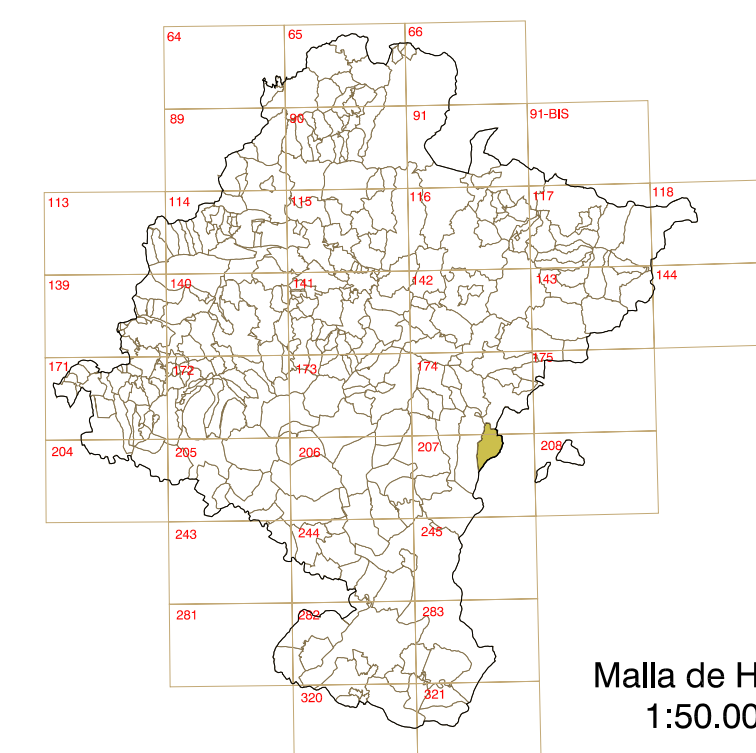 64 65 66
89 90 91 91-BIS
113 114 115 116 117 118
139 140 141 142 143 144
171 172 173 174 175
204 205 206 207 208
243 244 245
281 282 283
320 321
Malla de H
1:50.00